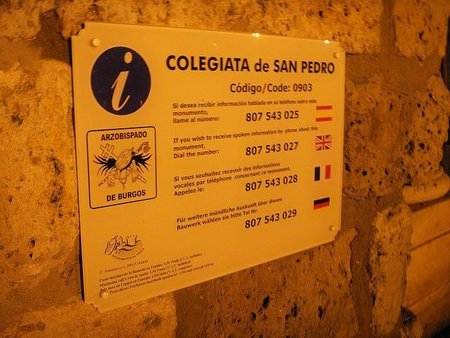 i
COLEGIATA de SAN PEDRO
Código/Code: 0903
Si desea recibir información hablada en su teléfono sobre este
monumento,
llame al número: 807 543 025
If you wish to receive spoken information by phone about this
monument,
Dial the number: 807 543 027
ARZOBISPADO
DE BURGOS
Si vous souhaitez recevoir des informations
vocales par téléphone concernant ce monument,
Appelez le: 807 543 028
Für weitere mündliche Auskunft über dieses
Bauwerk wählen sie bitte Tel Nr: 807 543 029